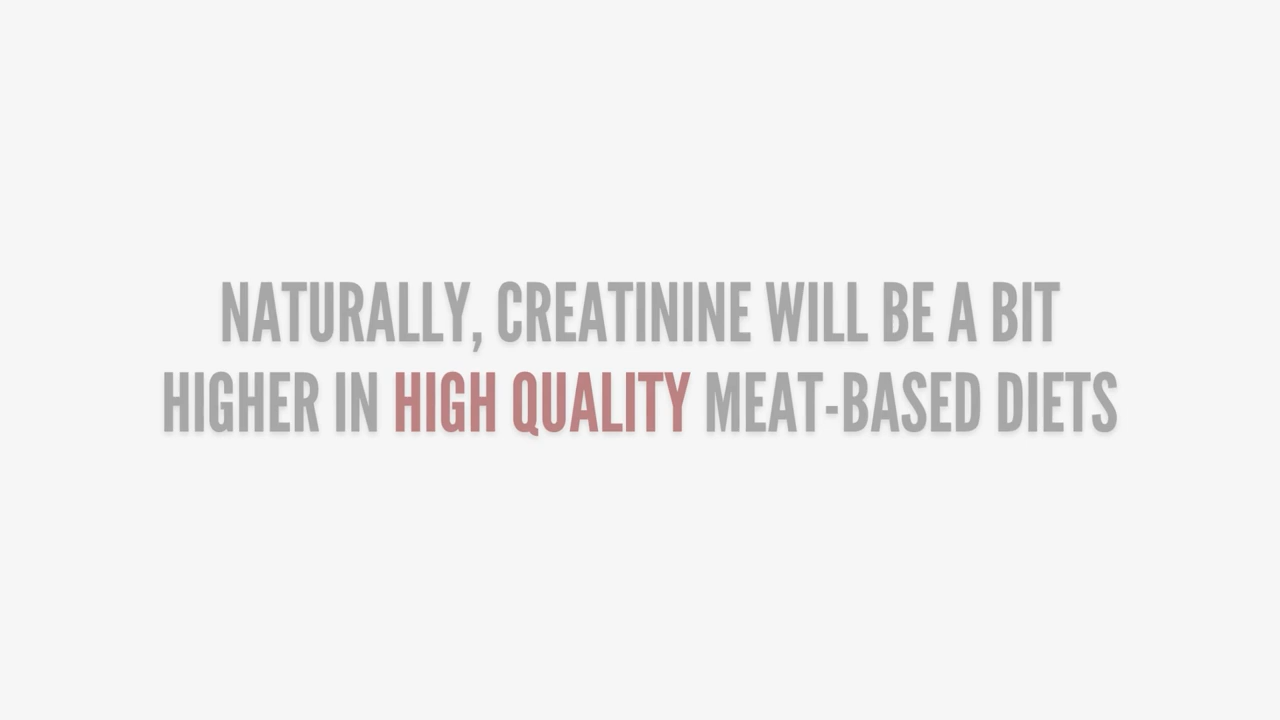 NATURALLY, CREATININE WILL BE A BIT
HIGHER IN HIGH QUALITY MEAT-BASED DIETS